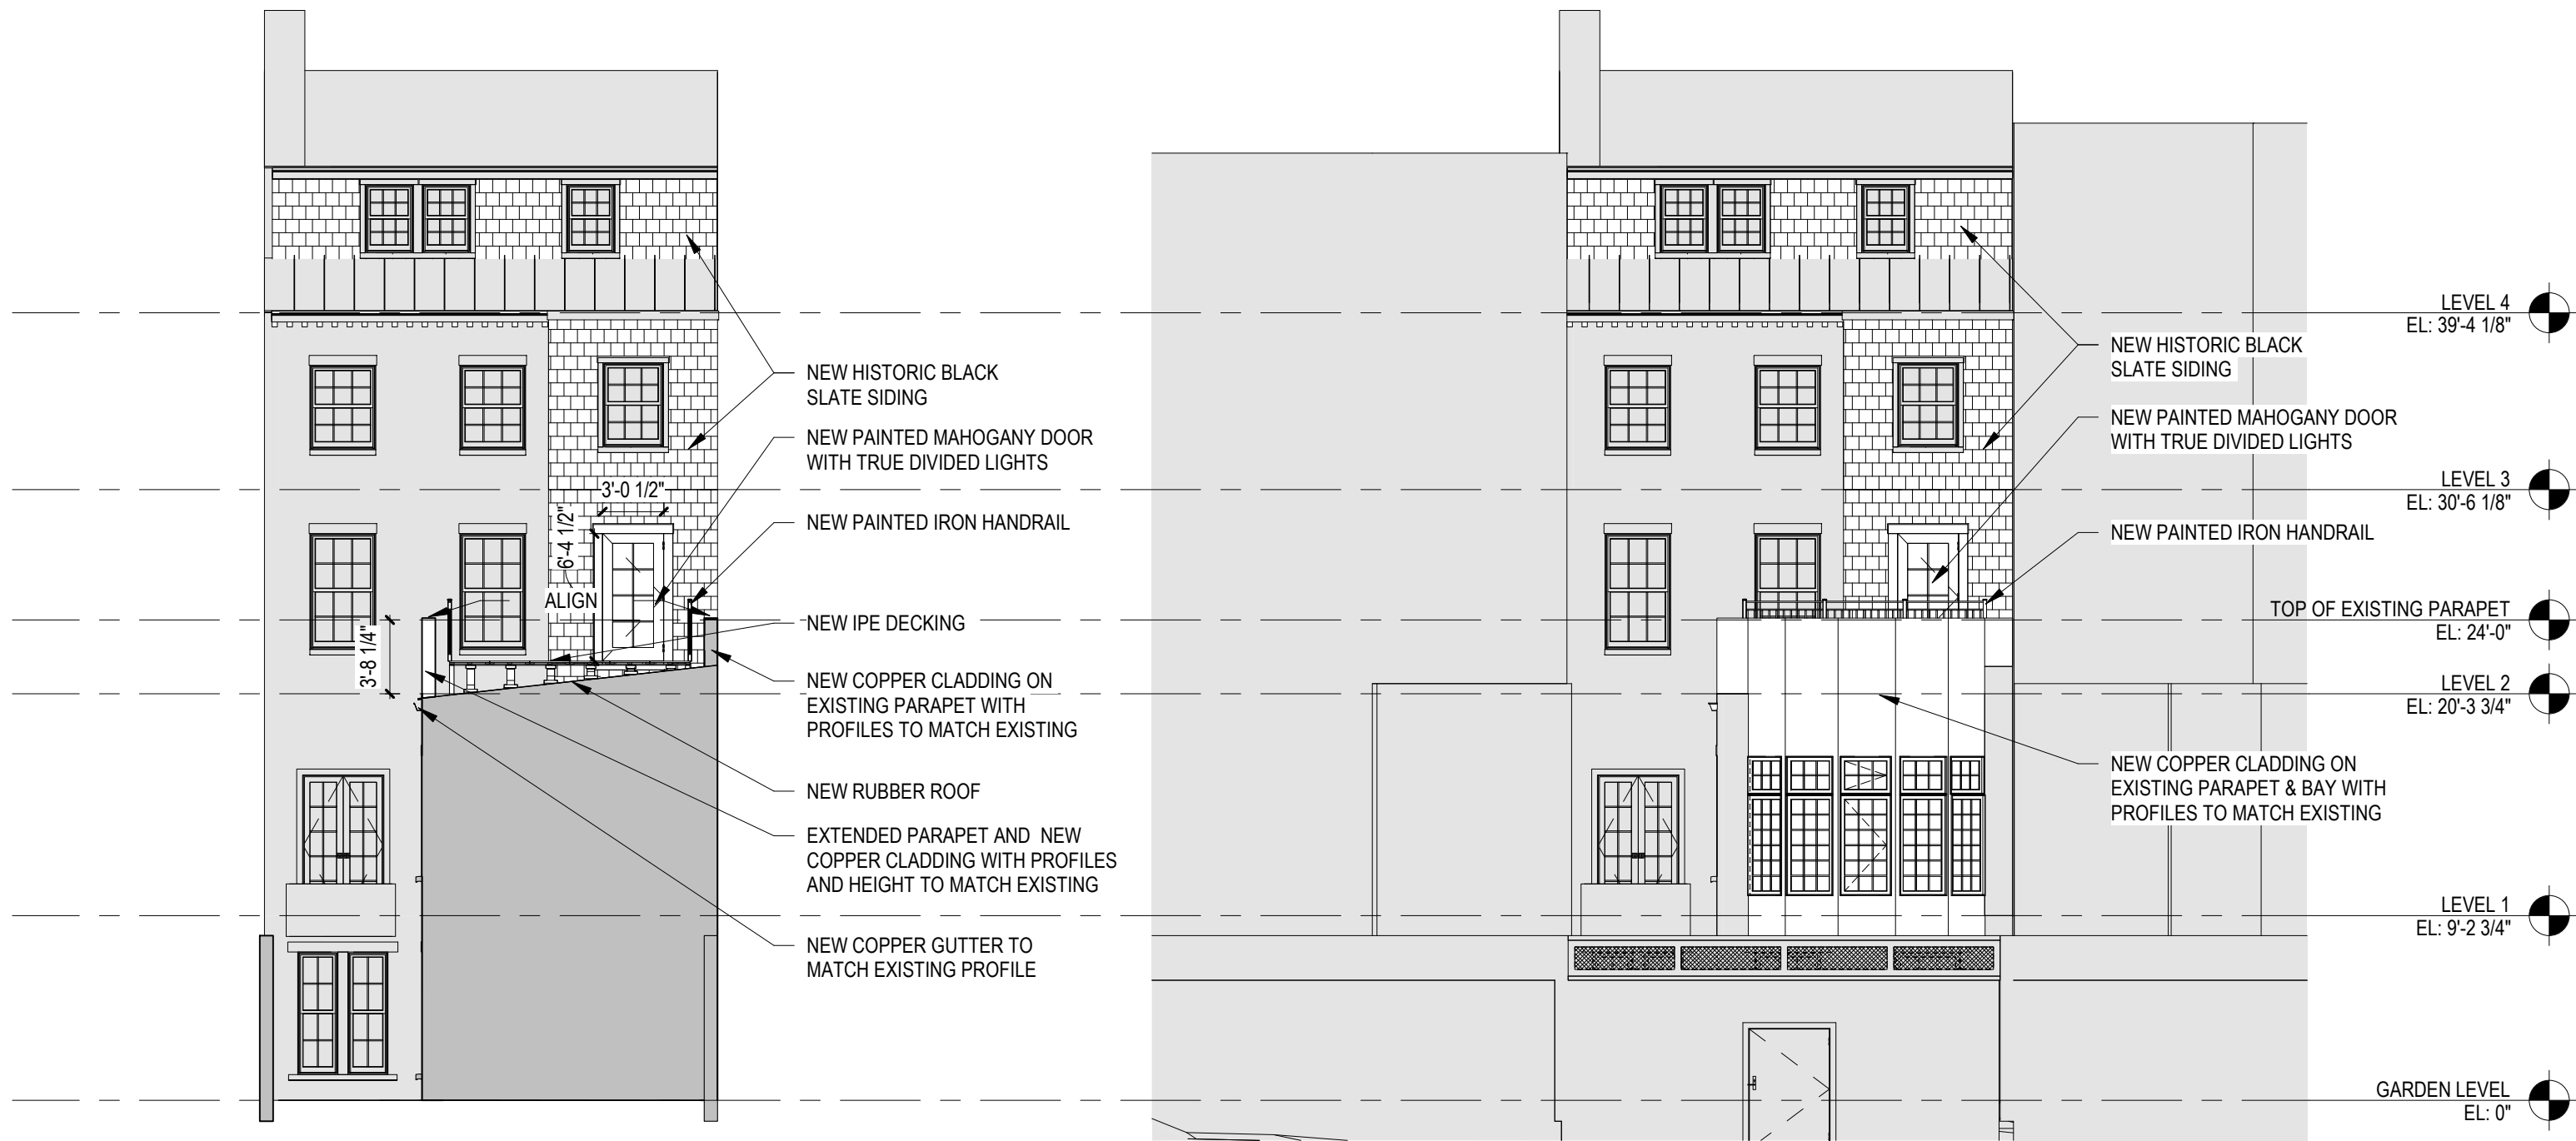 NEW HISTORIC BLACK
SLATE SIDING
NEW PAINTED MAHOGANY DOOR
WITH TRUE DIVIDED LIGHTS
3'-0 1/2"
6'-4 1/2"
NEW PAINTED IRON HANDRAIL
ALIGN
NEW IPE DECKING
3'-8 1/4"
NEW COPPER CLADDING ON
EXISTING PARAPET WITH
PROFILES TO MATCH EXISTING
NEW RUBBER ROOF
EXTENDED PARAPET AND NEW
COPPER CLADDING WITH PROFILES
AND HEIGHT TO MATCH EXISTING
NEW COPPER GUTTER TO
MATCH EXISTING PROFILE
LEVEL 4
EL: 39'-4 1/8"
NEW HISTORIC BLACK
SLATE SIDING
NEW PAINTED MAHOGANY DOOR
WITH TRUE DIVIDED LIGHTS
LEVEL 3
EL: 30'-6 1/8"
NEW PAINTED IRON HANDRAIL
TOP OF EXISTING PARAPET
EL: 24'-0"
LEVEL 2
EL: 20'-3 3/4"
NEW COPPER CLADDING ON
EXISTING PARAPET & BAY WITH
PROFILES TO MATCH EXISTING
LEVEL 1
EL: 9'-2 3/4"
GARDEN LEVEL
EL: 0"